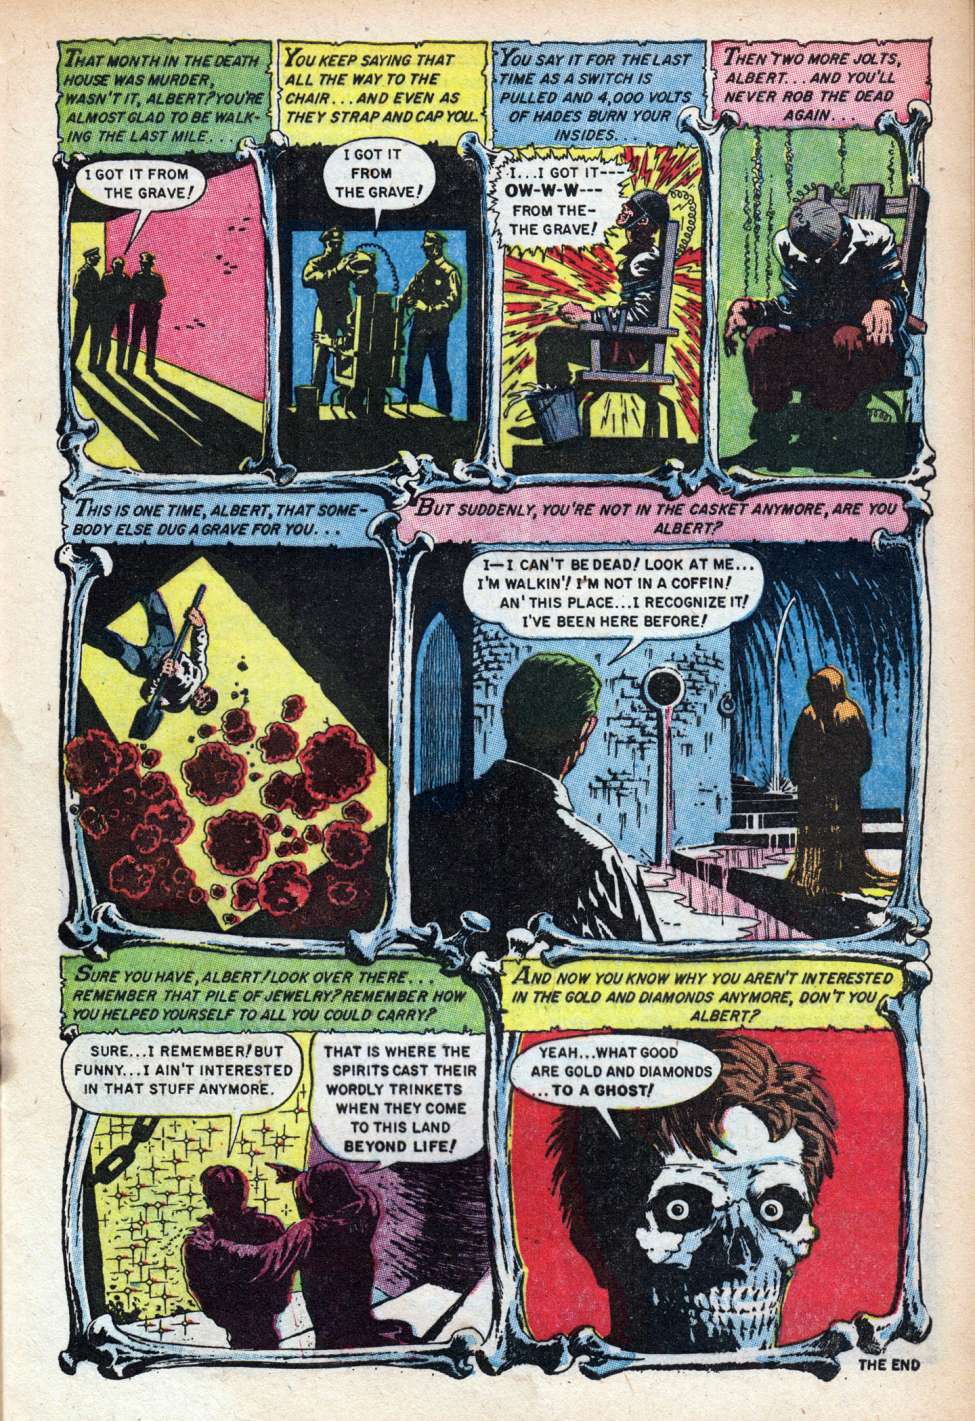 THAT MONTH IN THE DEATH
HOUSE WAS MURDER,
WASN'T IT, ALBERT? YOU'RE
ALMOST GLAD TO BE WALK-
ING THE LAST MILE...
I GOT IT FROM
THE GRAVE!
YOU KEEP SAYING THAT
ALL THE WAY TO THE
CHAIR...AND EVEN AS
THEY STRAP AND CAP YOU..
I GOT IT
FROM
THE GRAVE!
YOU SAY IT FOR THE LAST
TIME AS A SWITCH IS
PULLED AND 4,000 VOLTS
OF HADES BURN YOUR
INSIDES...
I...I GOT IT---
OW-W-W---
FROM THE-
THE GRAVE!
THEN TWO MORE JOLTS,
ALBERT...AND YOU'LL
NEVER ROB THE DEAD
AGAIN...
THIS IS ONE TIME, ALBERT, THAT SOME-
BODY ELSE DUG A GRAVE FOR YOU...
BUT SUDDENLY, YOU'RE NOT IN THE CASKET ANYMORE, ARE YOU
ALBERT?
I—I CAN'T BE DEAD! LOOK AT ME...
I'M WALKIN'! I'M NOT IN A COFFIN!
AN' THIS PLACE...I RECOGNIZE IT!
I'VE BEEN HERE BEFORE!
SURE YOU HAVE, ALBERT! LOOK OVER THERE...
REMEMBER THAT PILE OF JEWELRY? REMEMBER HOW
YOU HELPED YOURSELF TO ALL YOU COULD CARRY?
SURE...I REMEMBER! BUT
FUNNY...I AIN'T INTERESTED
IN THAT STUFF ANYMORE.
THAT IS WHERE THE
SPIRITS CAST THEIR
WORDLY TRINKETS
WHEN THEY COME
TO THIS LAND
BEYOND LIFE!
AND NOW YOU KNOW WHY YOU AREN'T INTERESTED
IN THE GOLD AND DIAMONDS ANYMORE, DON'T YOU
ALBERT?
YEAH...WHAT GOOD
ARE GOLD AND DIAMONDS
...TO A GHOST!
THE END